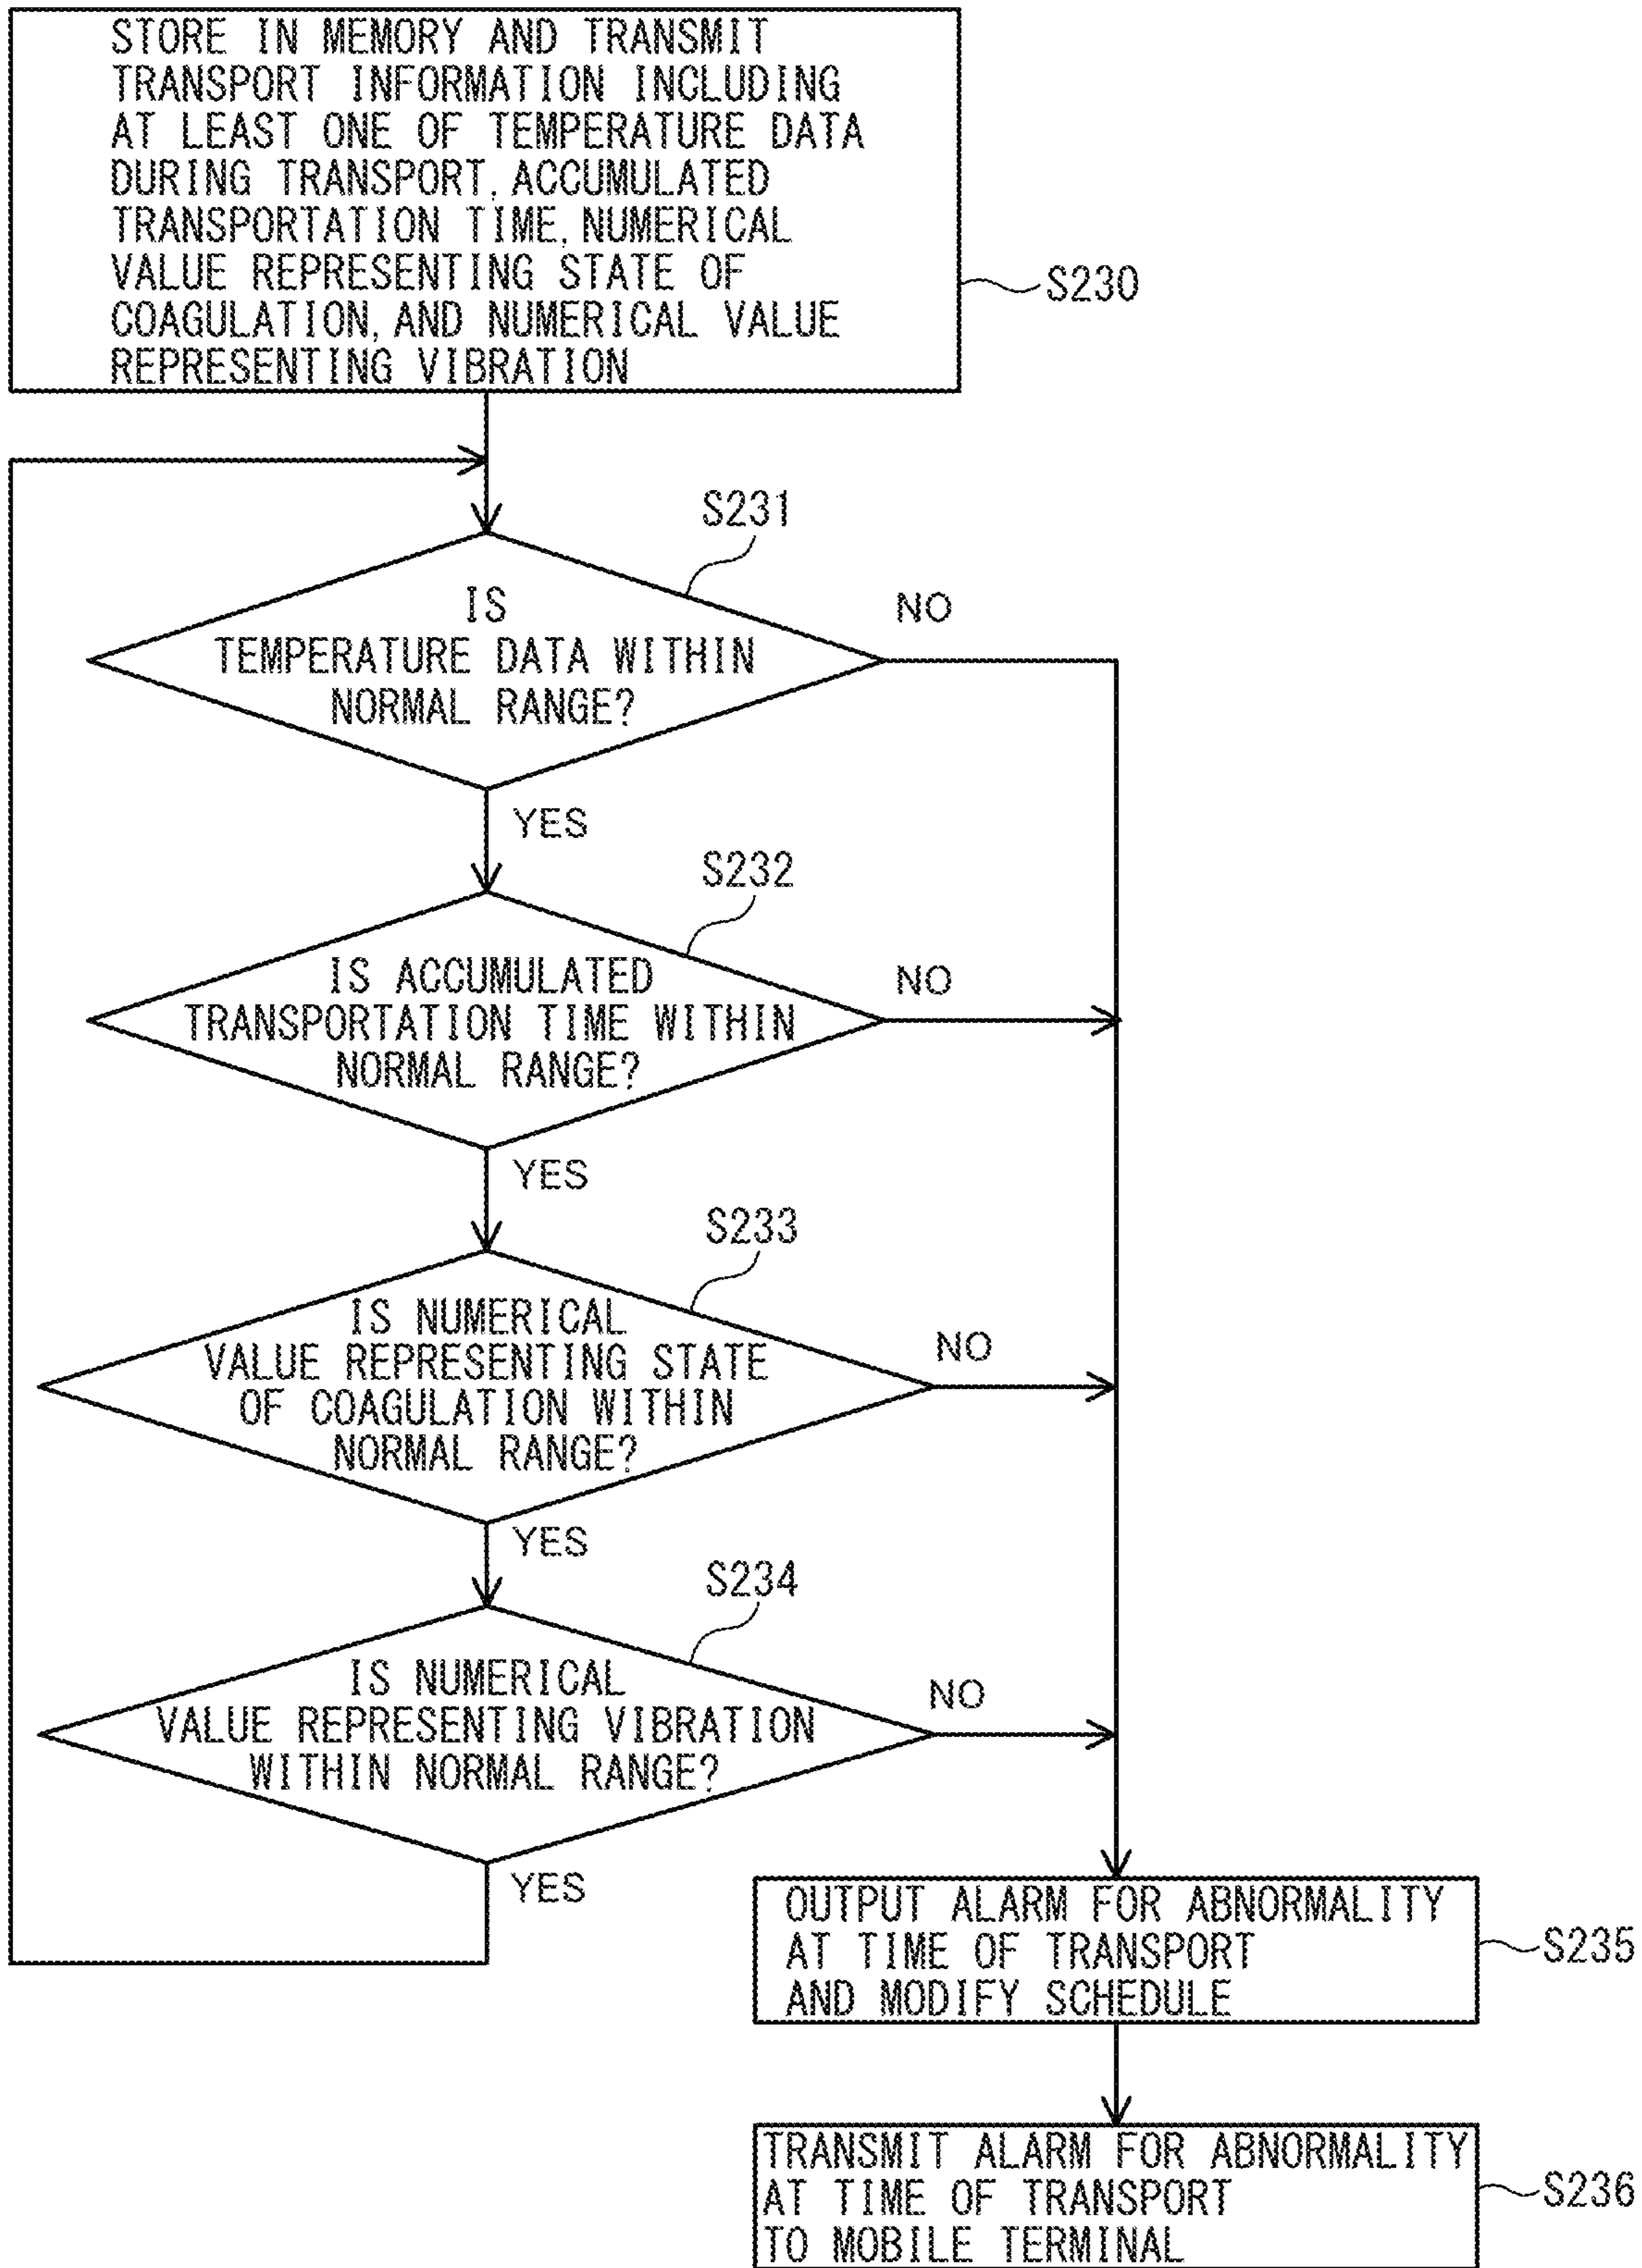 STORE IN MEMORY AND TRANSMIT
TRANSPORT INFORMATION INCLUDING
AT LEAST ONE OF TEMPERATURE DATA
DURING TRANSPORT, ACCUMULATED
TRANSPORTATION TIME, NUMERICAL
VALUE REPRESENTING STATE OF
COAGULATION, AND NUMERICAL VALUE
REPRESENTING VIBRATION
S230
S231
IS
TEMPERATURE DATA WITHIN
NORMAL RANGE?
NO
YES
S232
IS ACCUMULATED
TRANSPORTATION TIME WITHIN
NORMAL RANGE?
NO
YES
S233
IS NUMERICAL
VALUE REPRESENTING STATE
OF COAGULATION WITHIN
NORMAL RANGE?
NO
YES
S234
IS NUMERICAL
VALUE REPRESENTING VIBRATION
WITHIN NORMAL RANGE?
NO
YES
OUTPUT ALARM FOR ABNORMALITY
AT TIME OF TRANSPORT
AND MODIFY SCHEDULE
S235
TRANSMIT ALARM FOR ABNORMALITY
AT TIME OF TRANSPORT
TO MOBILE TERMINAL
S236